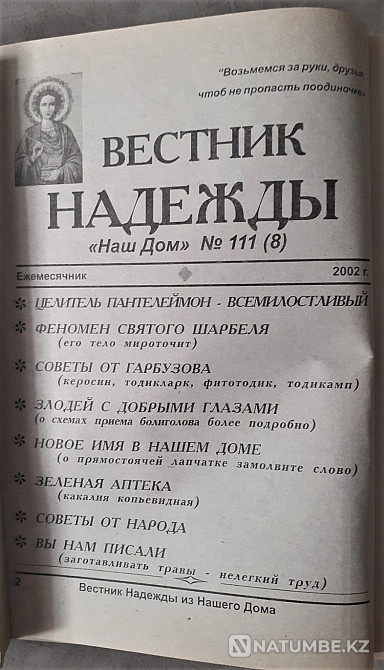 "Возьмемся за руки, друзья,
чтоб не пропасть поодиночке»
ВЕСТНИК
НАДЕЖДЫ
«Наш Дом» № 111 (8)
Ежемесячник 2002 г.
ЦЕЛИТЕЛЬ ПАНТЕЛЕЙМОН - ВСЕМИЛОСТЛИВЫЙ
ФЕНОМЕН СВЯТОГО ШАРБЕЛЯ
(его тело мироточит)
СОВЕТЫ ОТ ГАРБУЗОВА
(керосин, тодикларк, фитотодик, тодикамп)
ЗЛОДЕЙ С ДОБРЫМИ ГЛАЗАМИ
(о схемах приема болиголова более подробно)
НОВОЕ ИМЯ В НАШЕМ ДОМЕ
(о прямостоячей лапчатке замолвите слово)
ЗЕЛЕНАЯ АПТЕКА
(какалия копьевидная)
СОВЕТЫ ОТ НАРОДА
ВЫ НАМ ПИСАЛИ
(заготавливать травы - нелегкий труд)
2 Вестник Надежды из Нашего Дома
NATUMBE.KZ